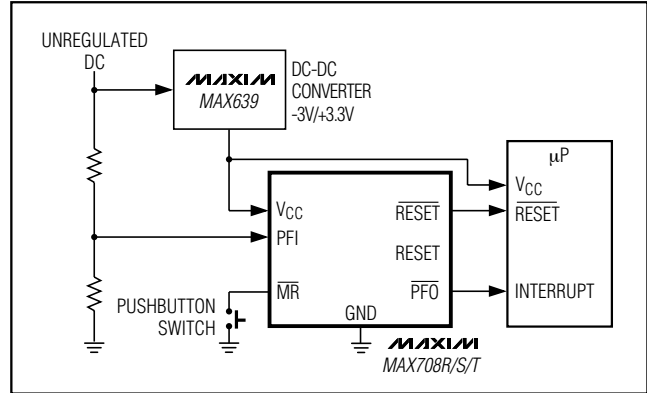 UNREGULATED
DC
MAXIM
MAX639
DC-DC
CONVERTER
-3V/+3.3V
µP
VCC
RESET
INTERRUPT
VCC
PFI
MR
GND
RESET
RESET
PFO
PUSHBUTTON
SWITCH
MAXIM
MAX708R/S/T